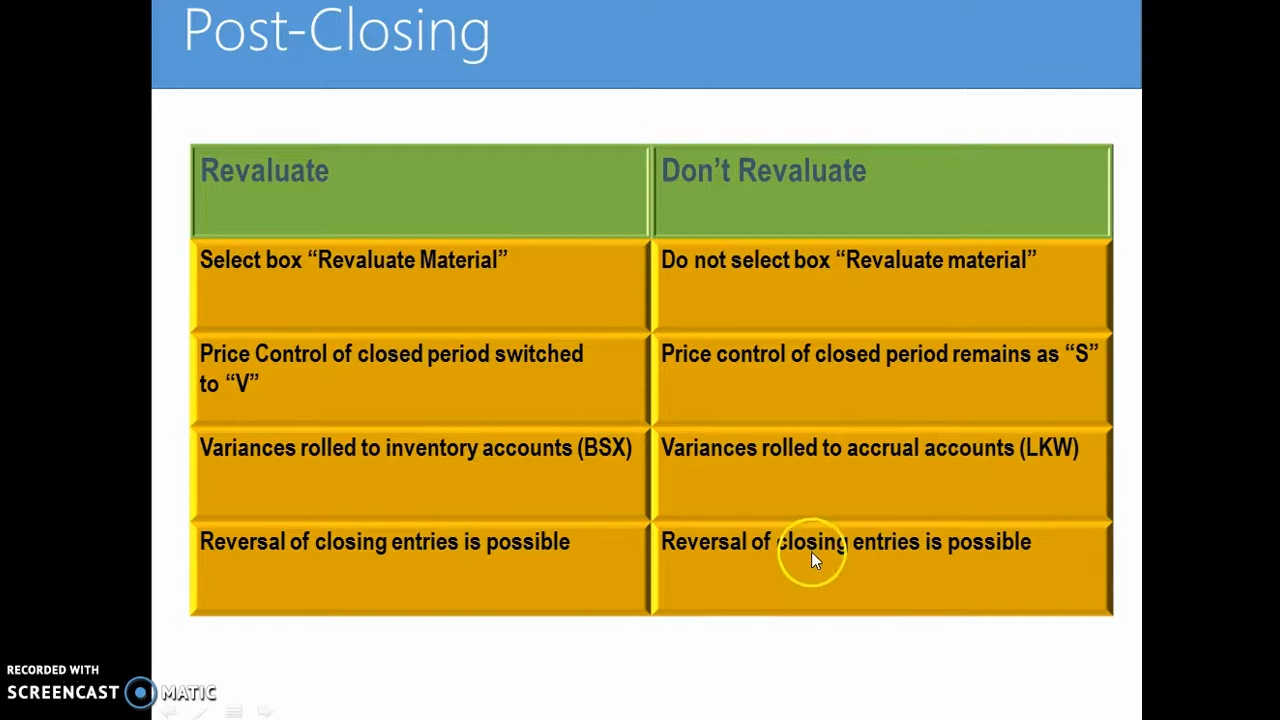 Post-Closing
Revaluate
Don’t Revaluate
Select box “Revaluate Material”
Do not select box “Revaluate material”
Price Control of closed period switched
to “V”
Price control of closed period remains as “S”
Variances rolled to inventory accounts (BSX)
Variances rolled to accrual accounts (LKW)
Reversal of closing entries is possible
Reversal of closing entries is possible
RECORDED WITH
SCREENCAST MATIC